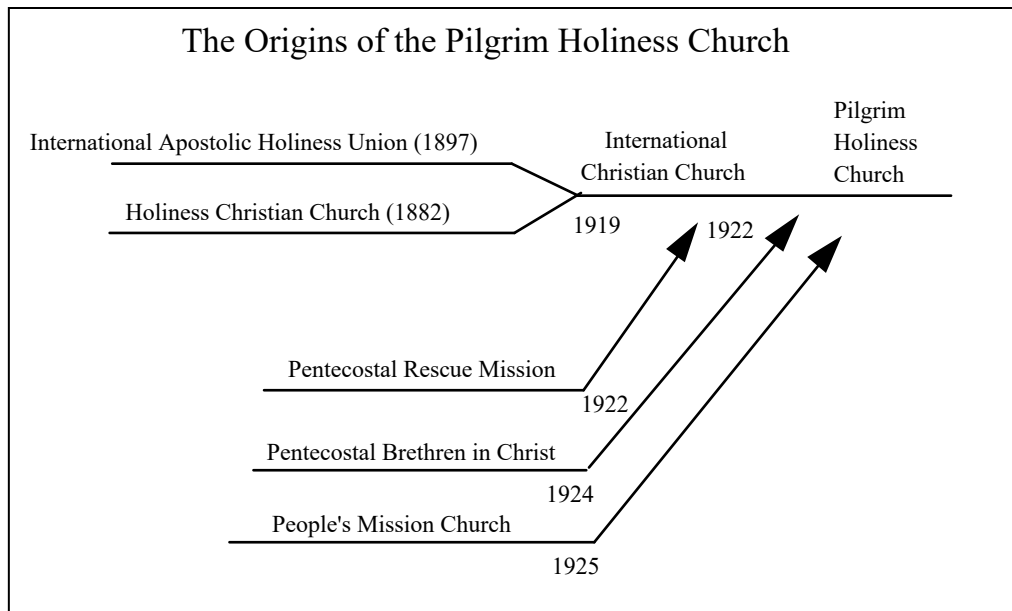 The Origins of the Pilgrim Holiness Church
International Apostolic Holiness Union (1897)
Holiness Christian Church (1882)
International
Christian Church
Pilgrim
Holiness
Church
1919
1922
Pentecostal Rescue Mission
1922
Pentecostal Brethren in Christ
1924
People's Mission Church
1925